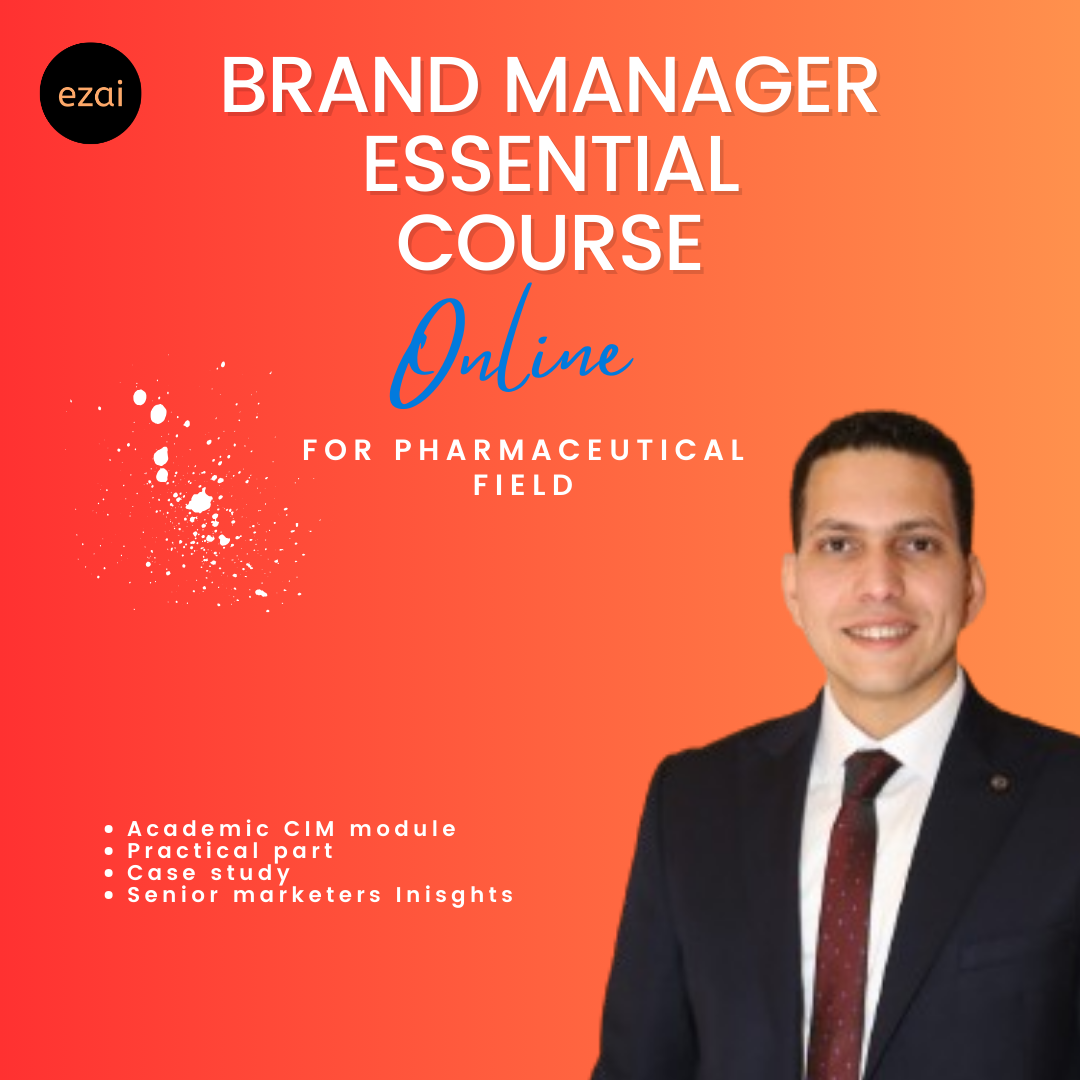 ezai
BRAND MANAGER
ESSENTIAL
COURSE
Online
FOR PHARMACEUTICAL
FIELD
• Academic CIM module
• Practical part
• Case study
• Senior marketers Inisghts